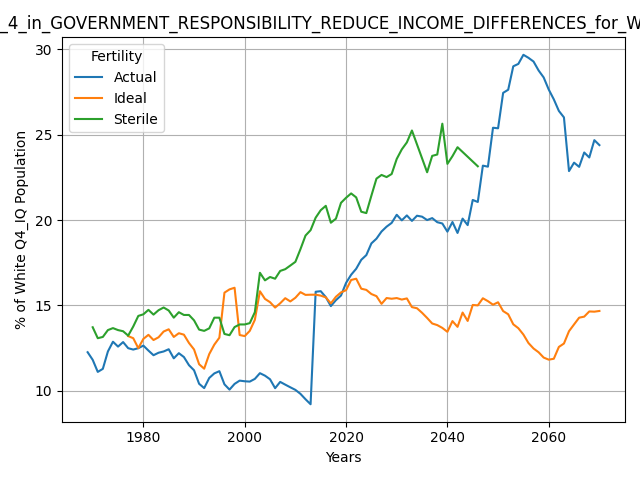 _4_in_GOVERNMENT_RESPONSIBILITY_REDUCE_INCOME_DIFFERENCES_for_W
Fertility
Actual
Ideal
Sterile
% of White Q4_IQ Population
30
25
20
15
10
1980
2000
2020
2040
2060
Years